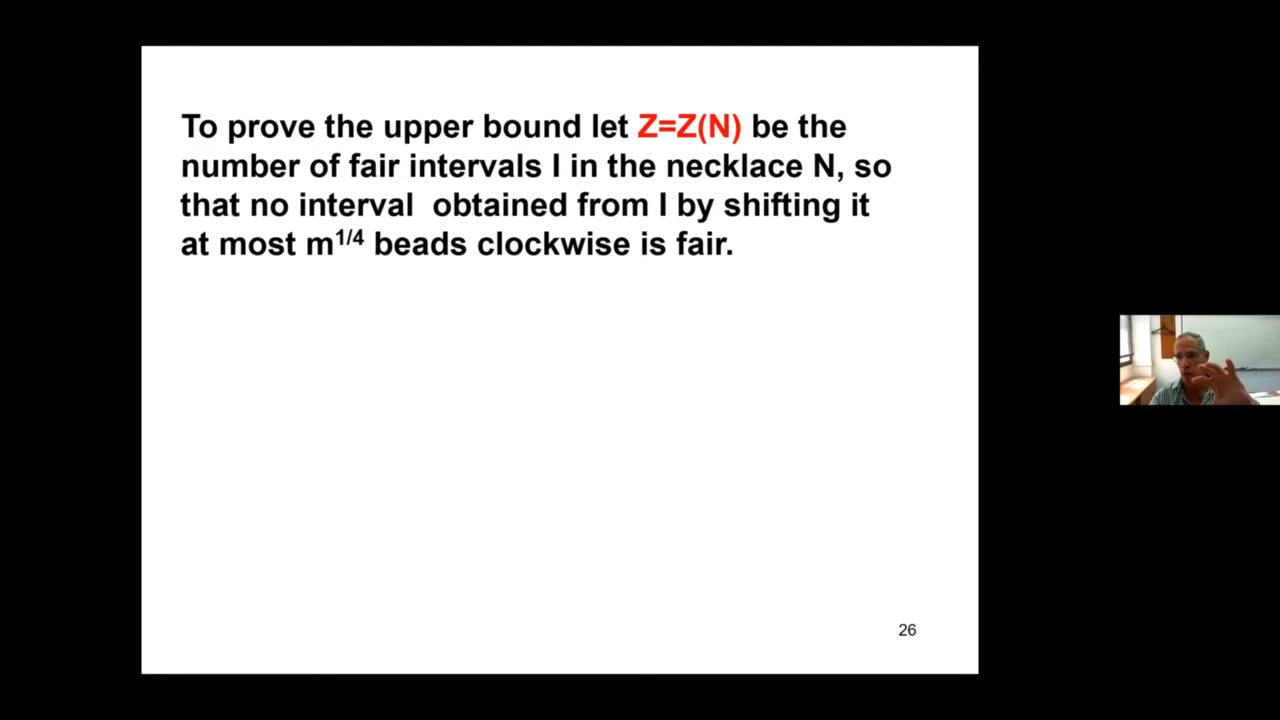 To prove the upper bound let Z=Z(N) be the
number of fair intervals I in the necklace N, so
that no interval obtained from I by shifting it
at most m^{1/4} beads clockwise is fair.
26